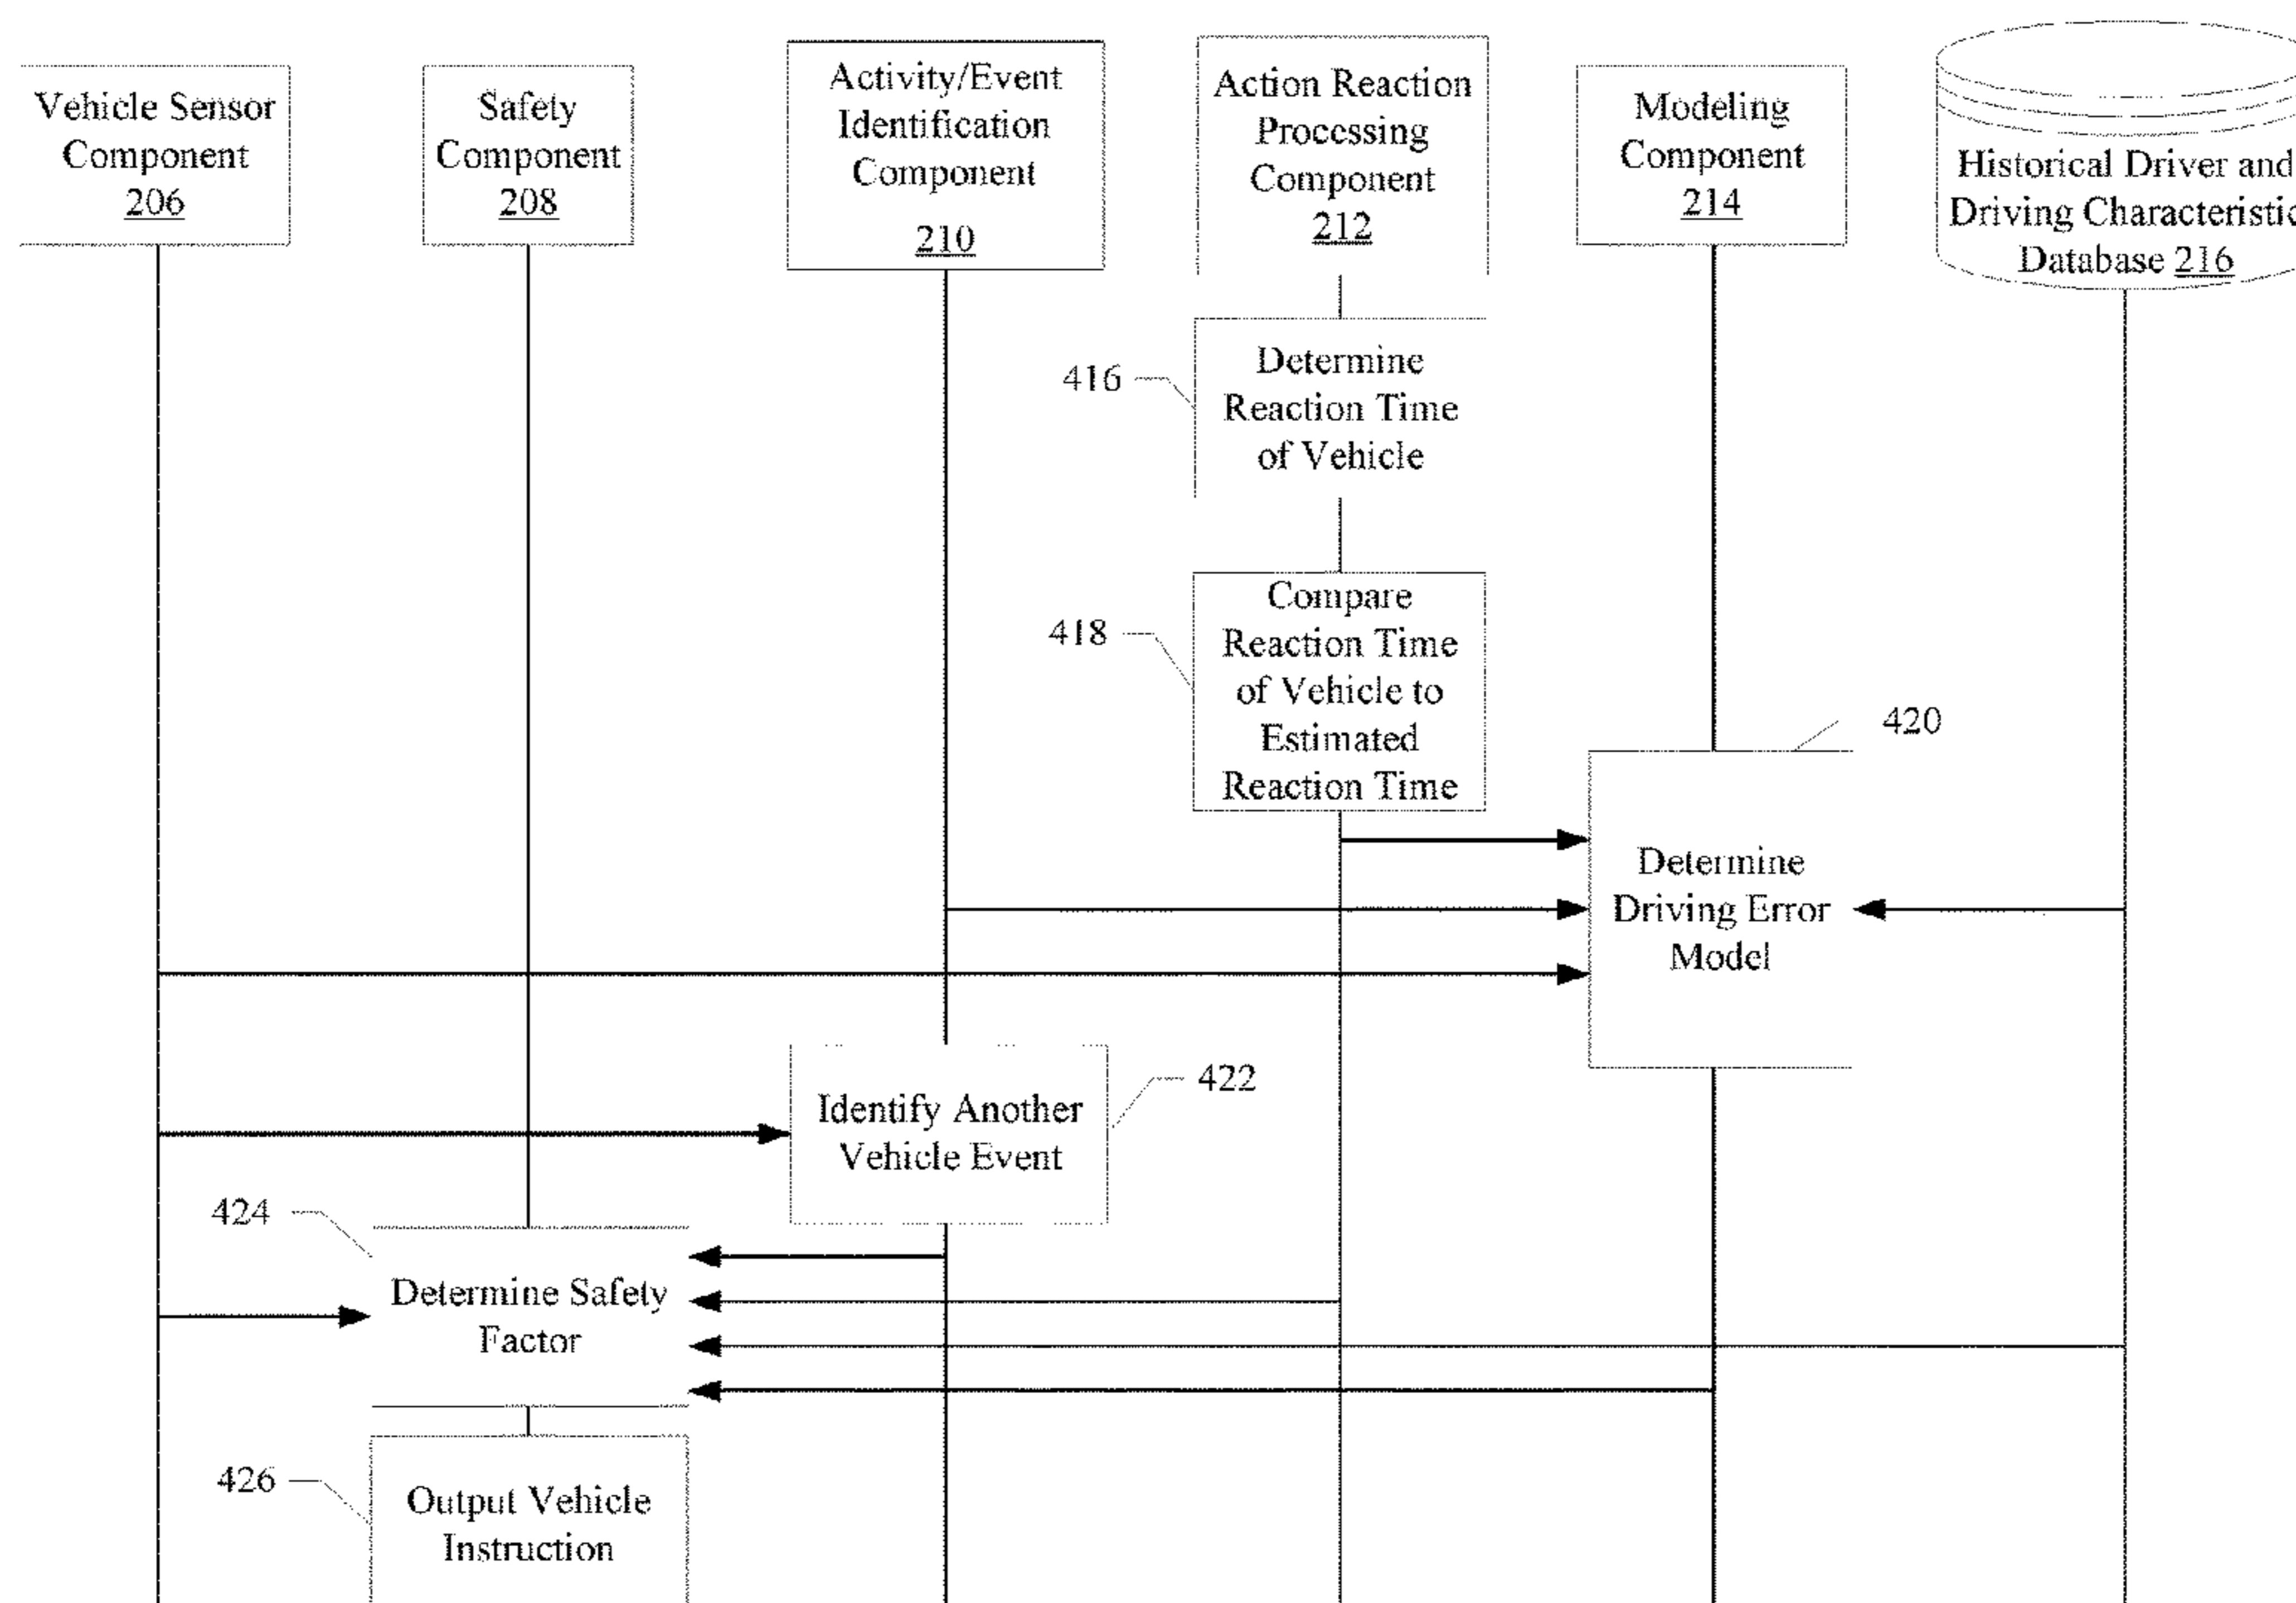 Vehicle Sensor
Component
206
Safety
Component
208
Activity/Event
Identification
Component
210
Action Reaction
Processing
Component
212
Modeling
Component
214
Historical Driver and
Driving Characteristic
Database 216
416
Determine
Reaction Time
of Vehicle
418
Compare
Reaction Time
of Vehicle to
Estimated
Reaction Time
420
Determine
Driving Error
Model
Identify Another
Vehicle Event
422
424
Determine Safety
Factor
426
Output Vehicle
Instruction